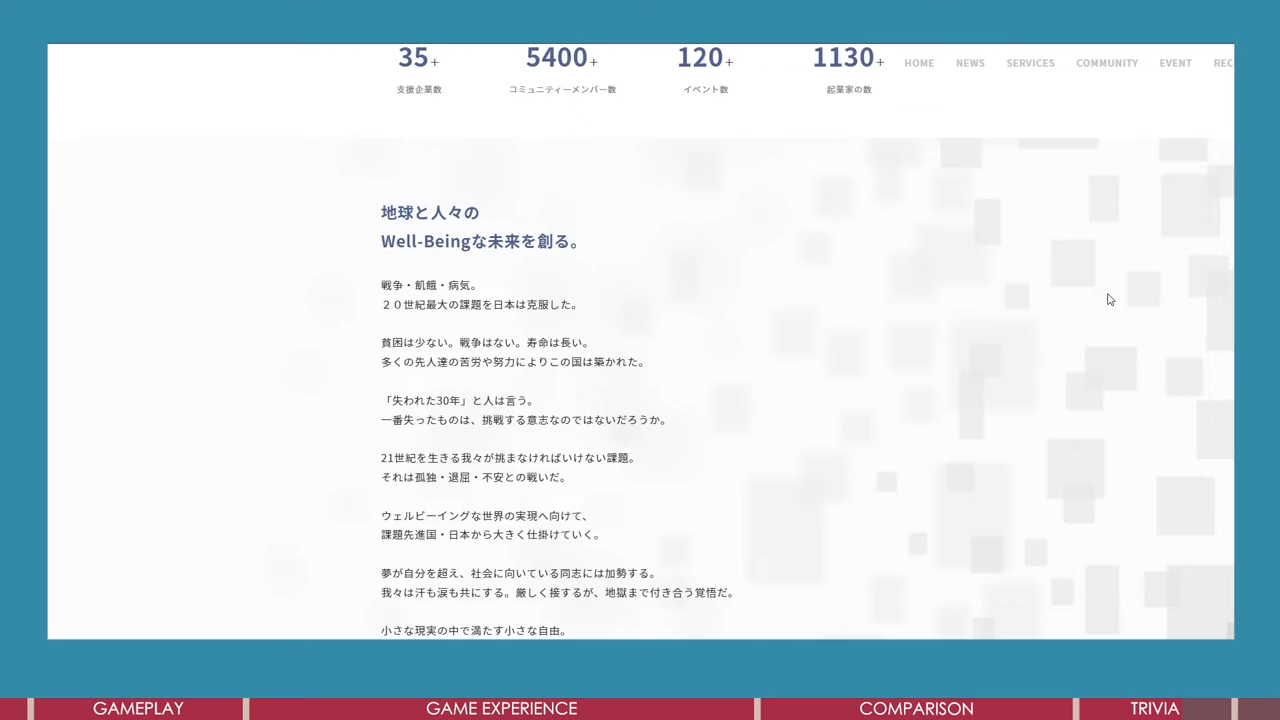 35+ 5400+ 120+ 1130+
HOME NEWS SERVICES COMMUNITY EVENT REC
支援企業数 コミュニティーメンバー数 イベント数 起業家の数
地球と人々の
Well-Beingな未来を創る。
戦争・飢餓・病気。
２０世紀最大の課題を日本は克服した。
貧困は少ない。戦争はない。寿命は長い。
多くの先人達の苦労や努力によりこの国は築かれた。
「失われた30年」と人は言う。
一番失ったものは、挑戦する意志なのではないだろうか。
21世紀を生きる我々が挑まなければいけない課題。
それは孤独・退屈・不安との戦いだ。
ウェルビーイングな世界の実現へ向けて、
課題先進国・日本から大きく仕掛けていく。
夢が自分を超え、社会に向いている同志には加勢する。
我々は汗も涙も共にする。厳しく接するが、地獄まで付き合う覚悟だ。
小さな現実の中で満たす小さな自由。
GAMEPLAY GAME EXPERIENCE COMPARISON TRIVIA